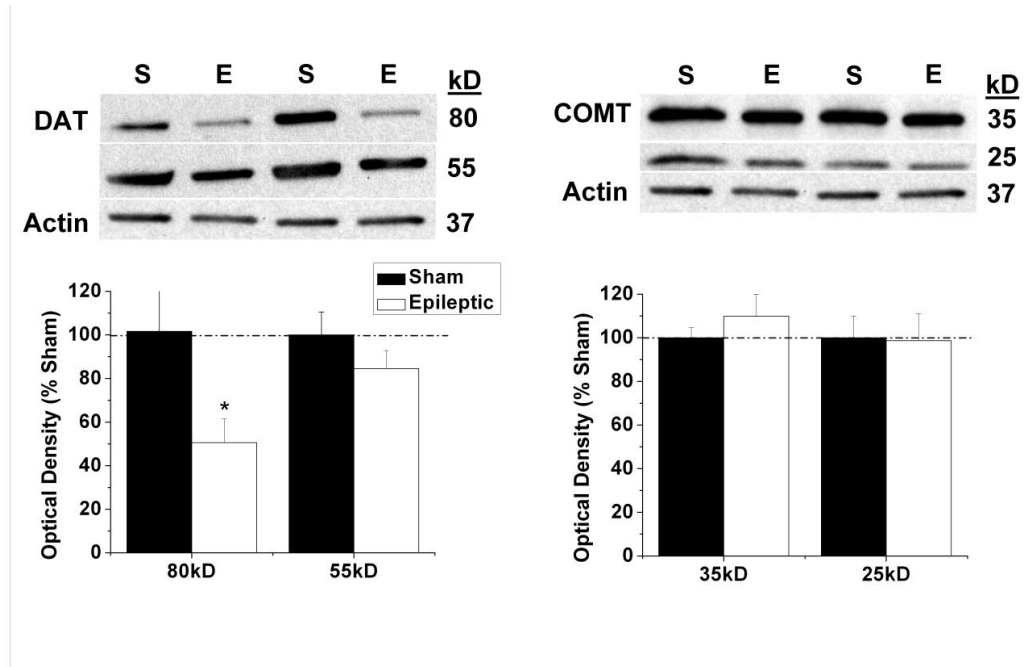 S E S E kD
DAT 80
55
Actin 37
Sham
Epileptic
Optical Density (% Sham)
120
100
80
60
40
20
0
*
80kD 55kD
S E S E kD
COMT 35
25
Actin 37
Optical Density (% Sham)
120
100
80
60
40
20
0
35kD 25kD